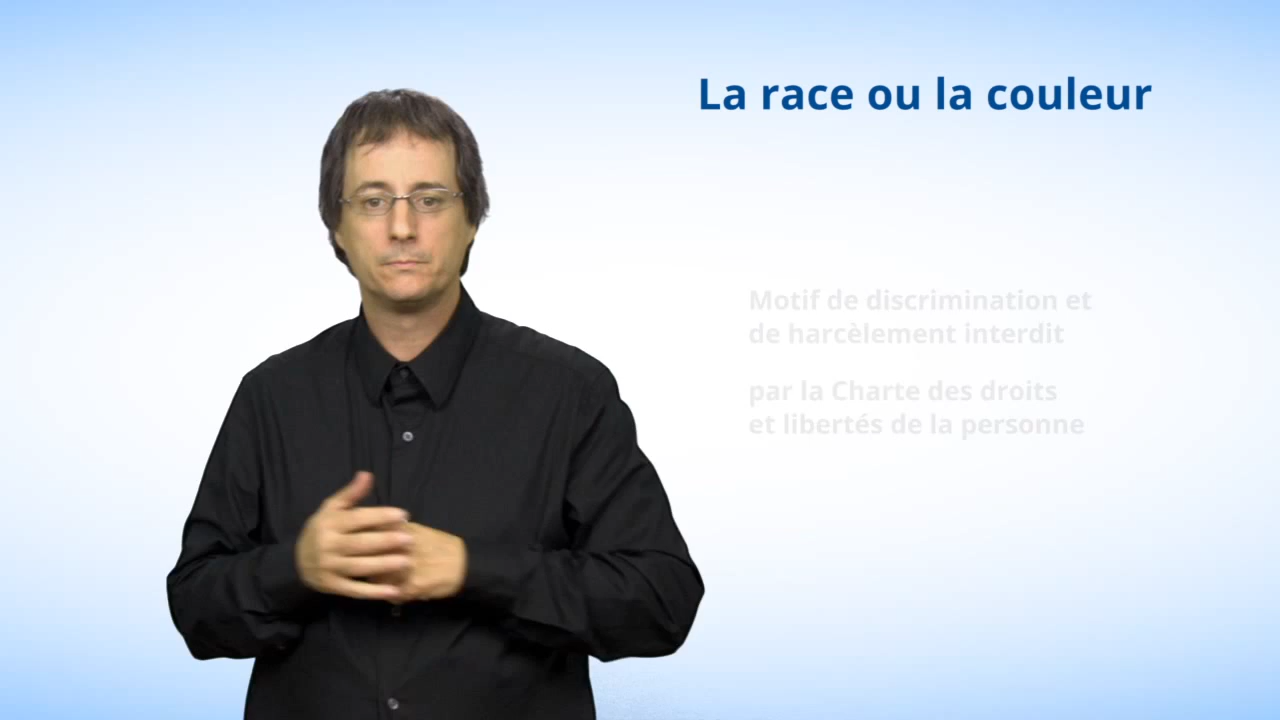 La race ou la couleur
Motif de discrimination et
de harcèlement interdit
par la Charte des droits
et libertés de la personne